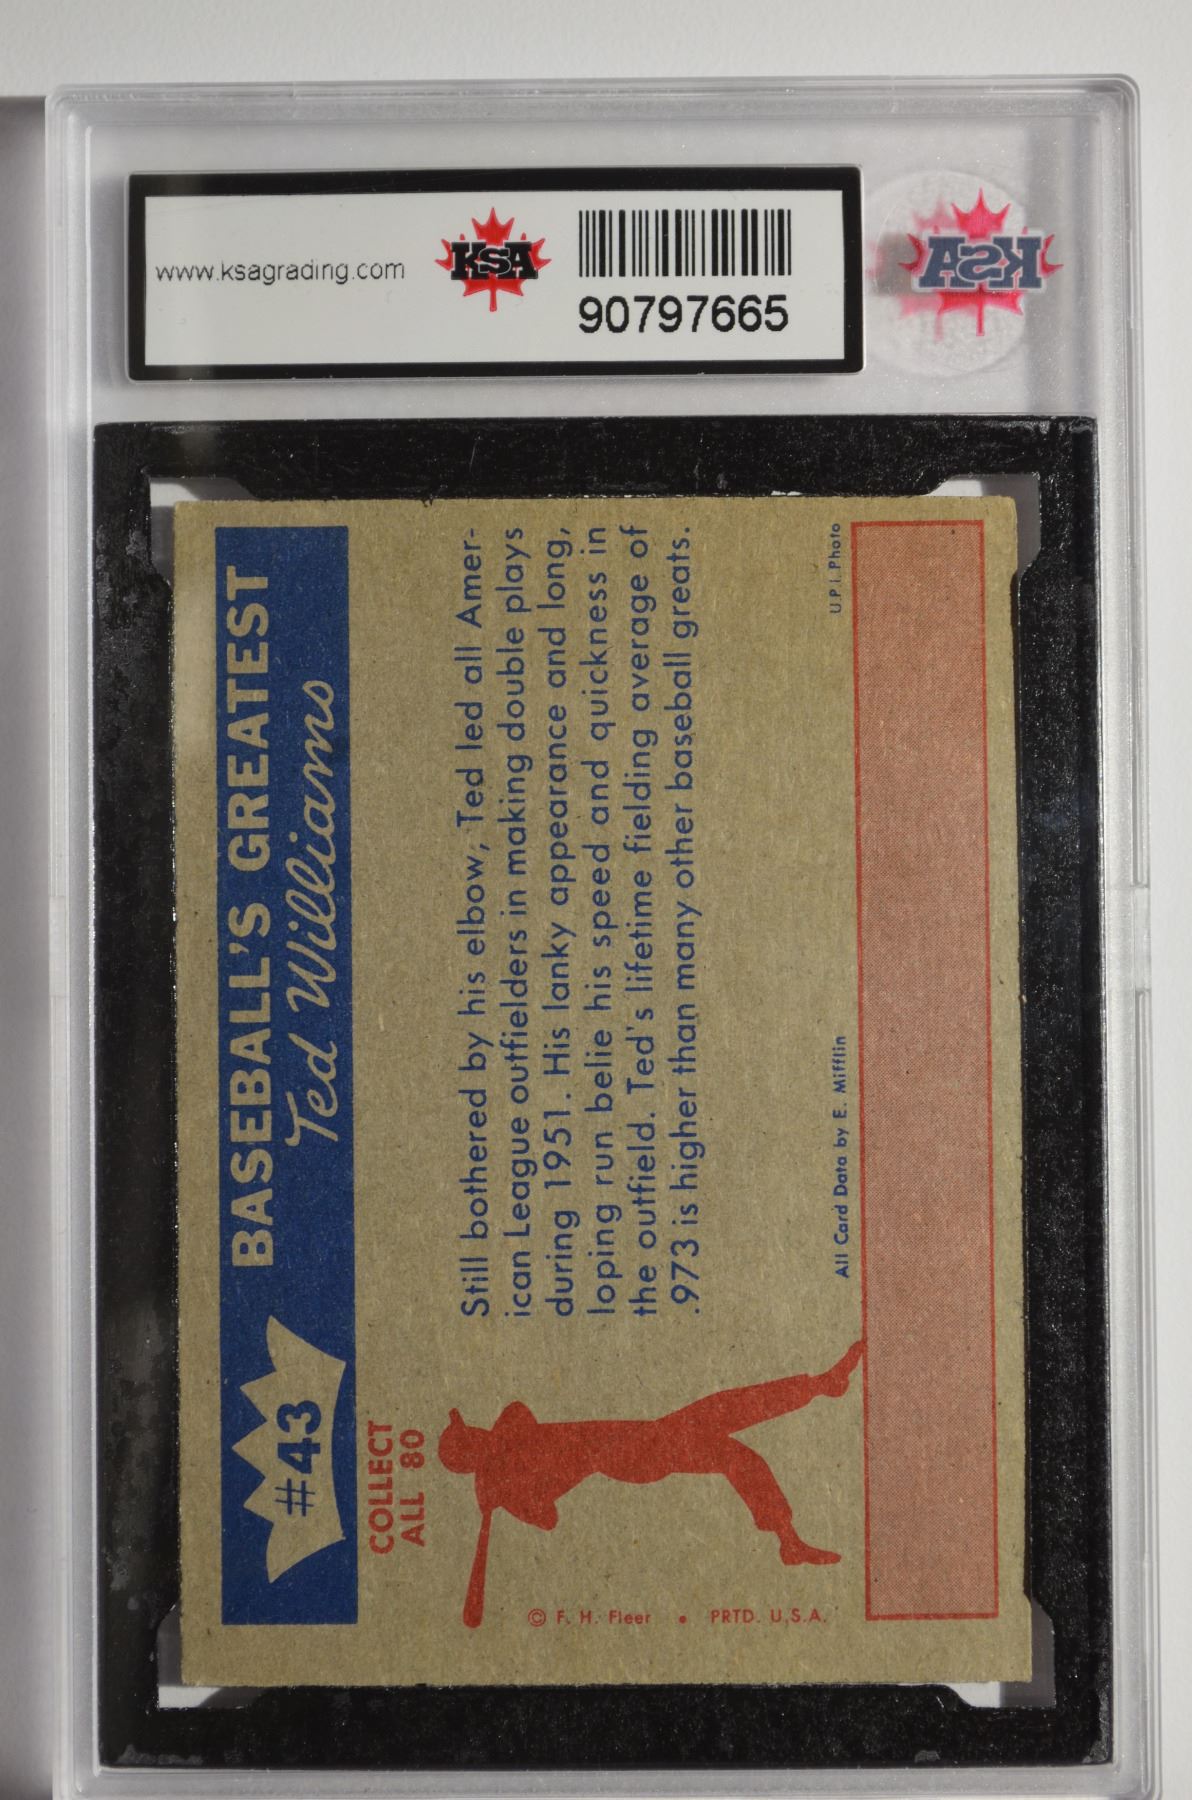 www.ksagrading.com
KSA
90797665
KSA
BASEBALL'S GREATEST
Ted Williams
#43
COLLECT
ALL 80
Still bothered by his elbow, Ted led all Amer-
ican League outfielders in making double plays
during 1951. His lanky appearance and long,
loping run belie his speed and quickness in
the outfield. Ted's lifetime fielding average of
.973 is higher than many other baseball greats.
© F. H. Fleer • PRTD. U.S.A.
All Card Data by E. Mifflin
U.P.I. Photo